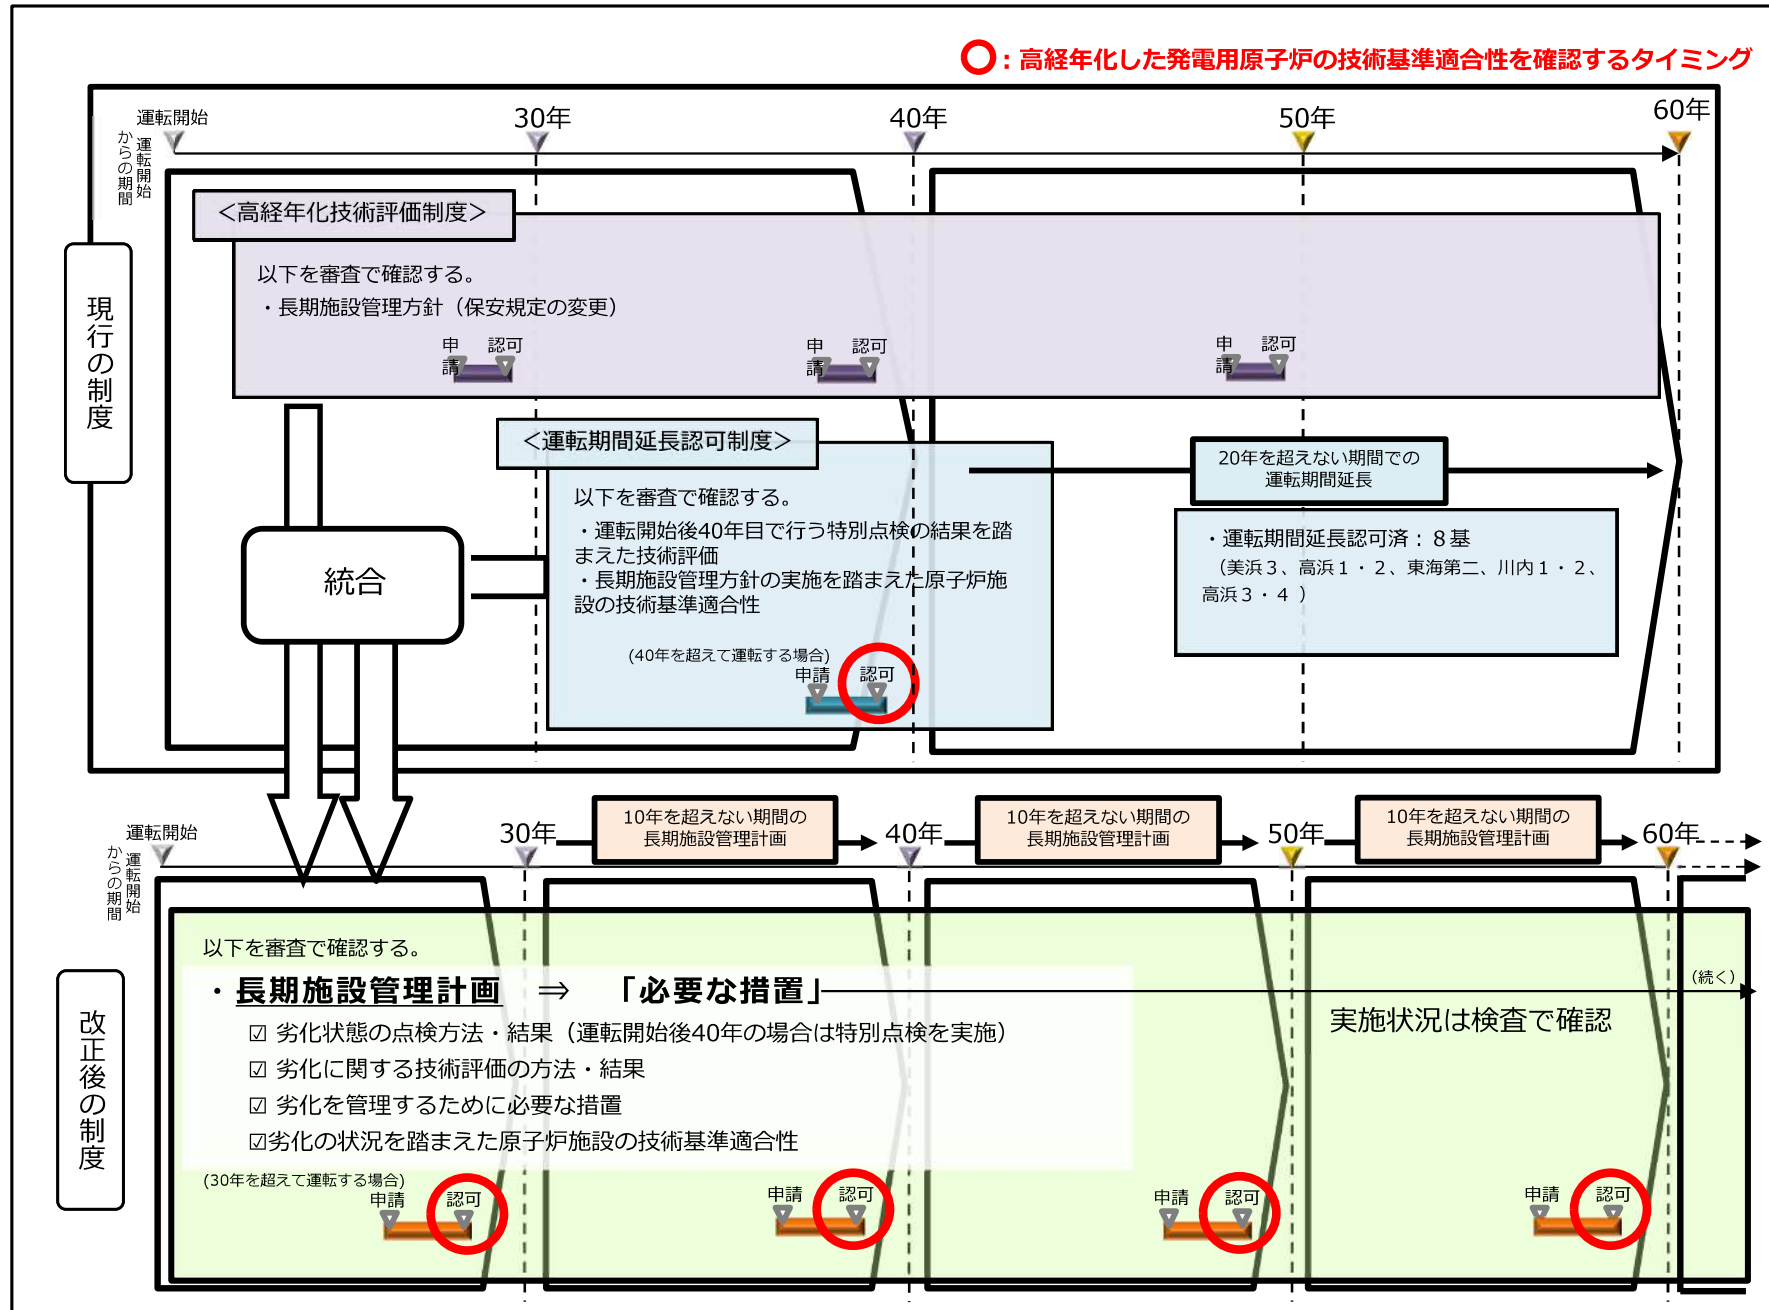 ○：高経年化した発電用原子炉の技術基準適合性を確認するタイミング
運転開始
30年
40年
50年
60年
運転開始
からの期間
現行の制度
＜高経年化技術評価制度＞
以下を審査で確認する。
・長期施設管理方針（保安規定の変更）
申請
認可
申請
認可
申請
認可
＜運転期間延長認可制度＞
以下を審査で確認する。
・運転開始後40年目で行う特別点検の結果を踏
まえた技術評価
・長期施設管理方針の実施を踏まえた原子炉施
設の技術基準適合性
(40年を超えて運転する場合)
申請
認可
20年を超えない期間での
運転期間延長
・運転期間延長認可済：８基
（美浜３、高浜１・２、東海第二、川内１・２、
高浜３・４ ）
統合
運転開始
30年
10年を超えない期間の
長期施設管理計画
40年
10年を超えない期間の
長期施設管理計画
50年
10年を超えない期間の
長期施設管理計画
60年
運転開始
からの期間
改正後の制度
以下を審査で確認する。
・長期施設管理計画 ⇒ 「必要な措置」
(続く)
実施状況は検査で確認
☑ 劣化状態の点検方法・結果（運転開始後40年の場合は特別点検を実施）
☑ 劣化に関する技術評価の方法・結果
☑ 劣化を管理するために必要な措置
☑劣化の状況を踏まえた原子炉施設の技術基準適合性
(30年を超えて運転する場合)
申請
認可
申請
認可
申請
認可
申請
認可